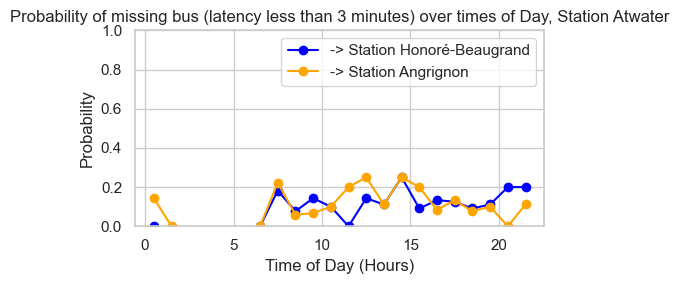 Probability of missing bus (latency less than 3 minutes) over times of Day, Station Atwater
1.0
0.8
0.6
0.4
0.2
0.0
Probability
-> Station Honoré-Beaugrand
-> Station Angrignon
0 5 10 15 20
Time of Day (Hours)